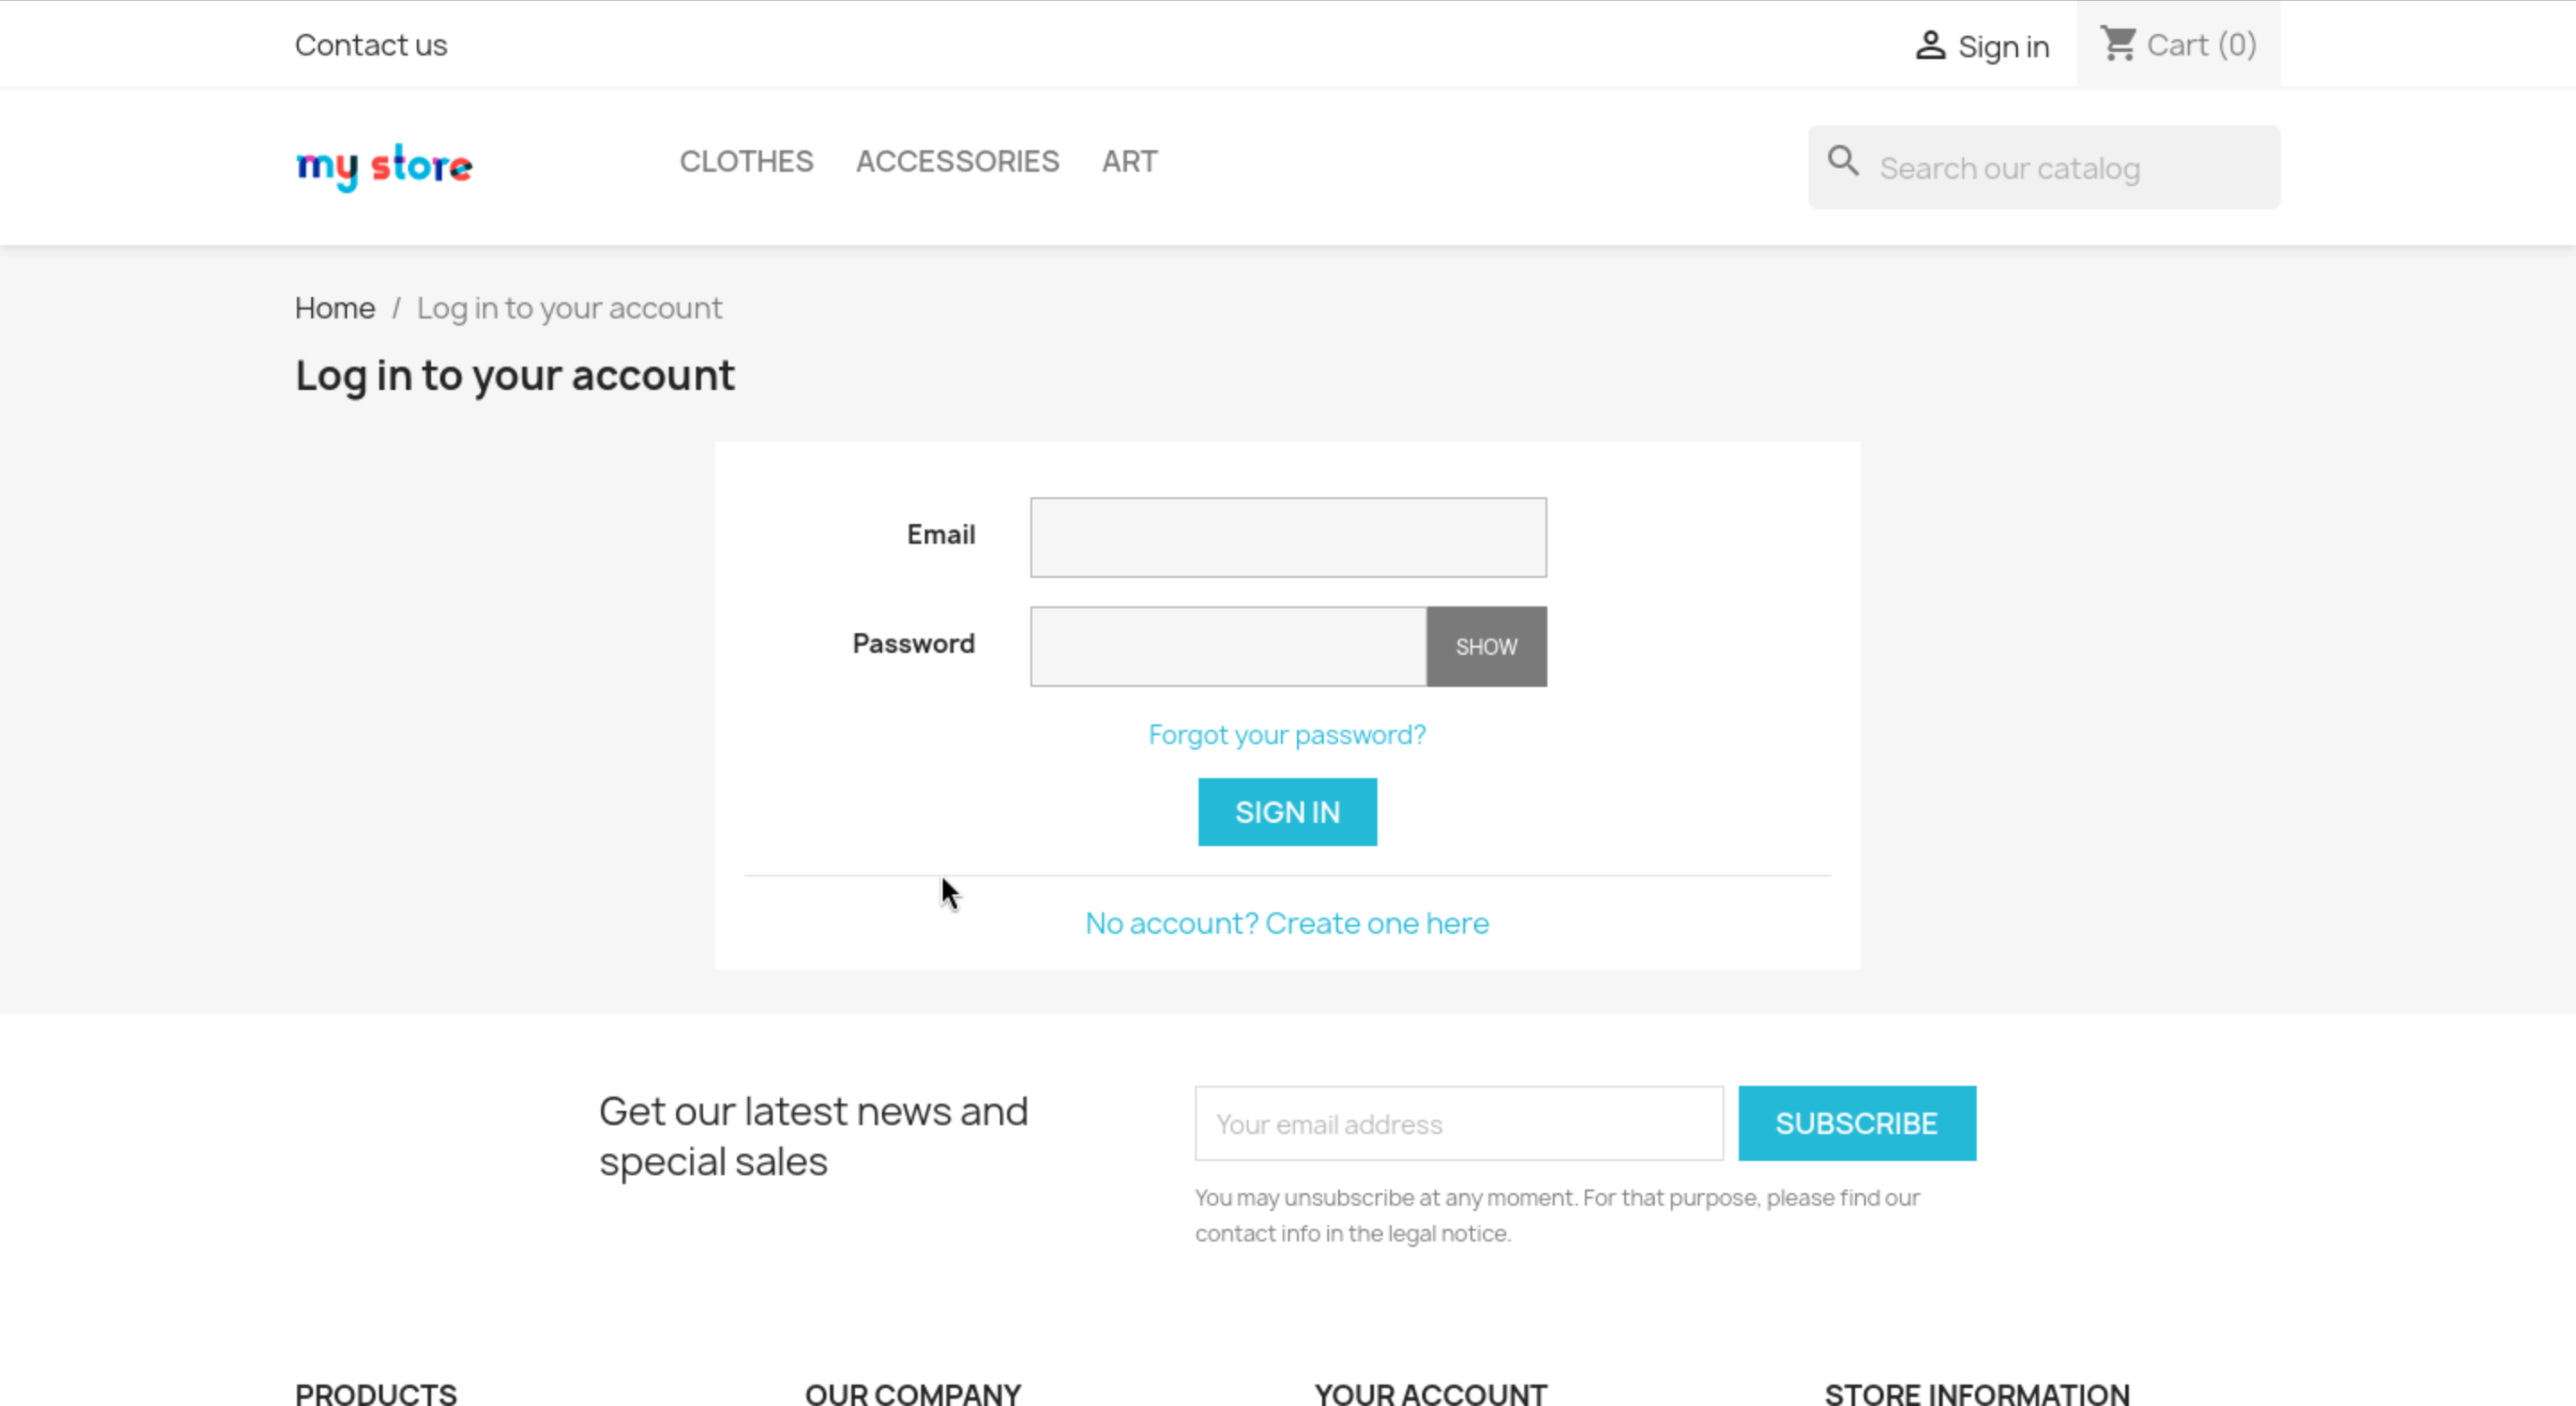 Contact us
Sign in
Cart (0)
my store
CLOTHES ACCESSORIES ART
Search our catalog
Home / Log in to your account
Log in to your account
Email
Password
SHOW
Forgot your password?
SIGN IN
No account? Create one here
Get our latest news and
special sales
Your email address
SUBSCRIBE
You may unsubscribe at any moment. For that purpose, please find our
contact info in the legal notice.
PRODUCTS
OUR COMPANY
YOUR ACCOUNT
STORE INFORMATION